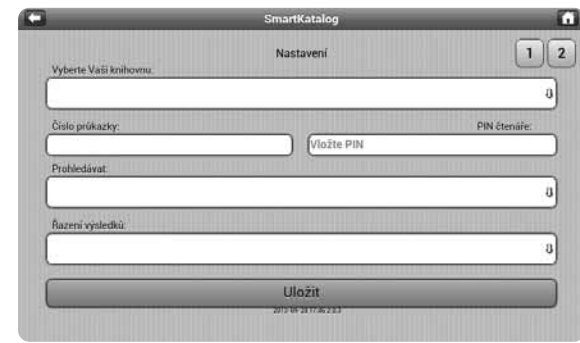 SmartKatalog
Nastavení
1 2
Vyberte Vaši knihovnu:
Číslo průkazky: PIN čtenáře:
Vložte PIN
Prohledávat:
Řazení výsledků:
Uložit